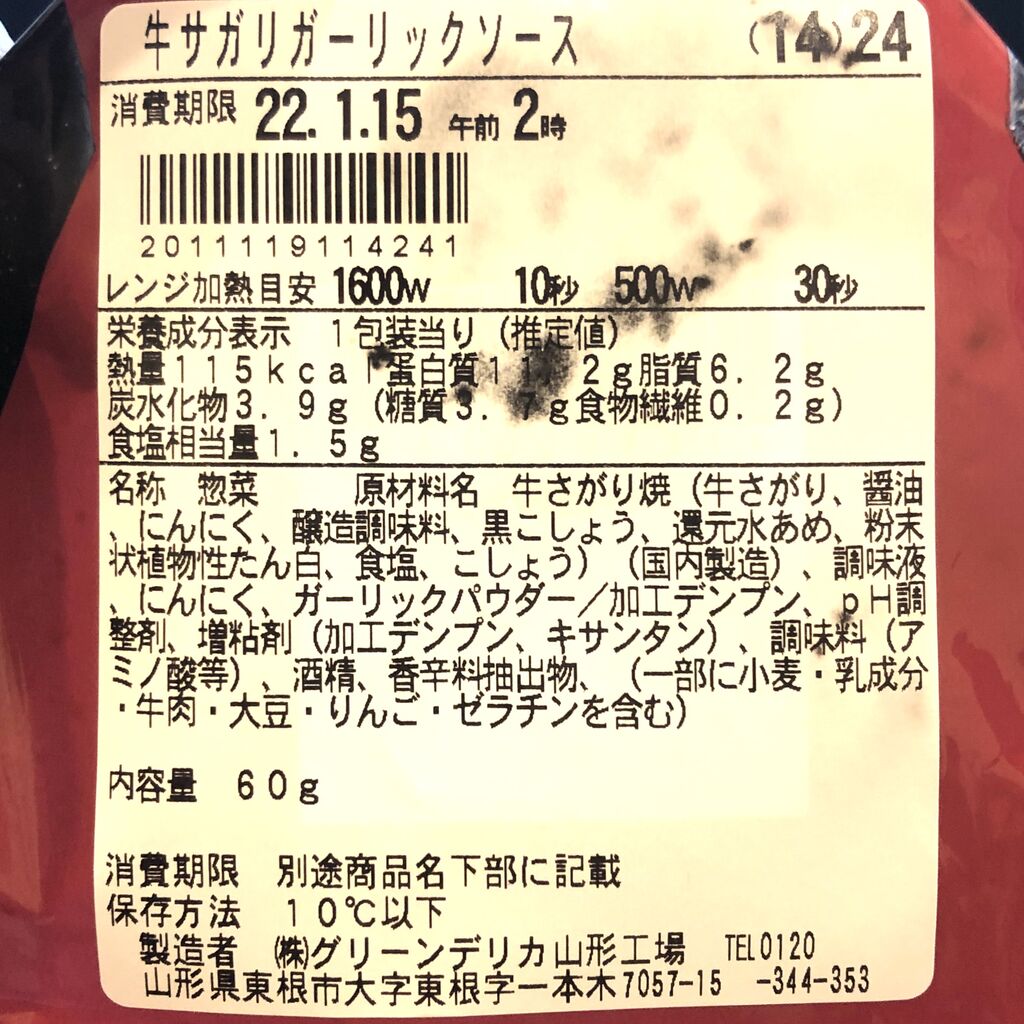 牛サガリガーリックソース (14)24
消費期限 22. 1.15 午前 2時
2011119114241
レンジ加熱目安 1600W 10秒 500W 30秒
栄養成分表示 1包装当り(推定値)
熱量115kcal 蛋白質11.2g脂質6.2g
炭水化物3.9g(糖質3.7g食物繊維0.2g)
食塩相当量1.5g
名称 惣菜 原材料名 牛さがり焼(牛さがり、醤油
、にんにく、醸造調味料、黒こしょう、還元水あめ、粉末
状植物性たん白、食塩、こしょう)(国内製造)、調味液
、にんにく、ガーリックパウダー/加工デンプン、pH調
整剤、増粘剤(加工デンプン、キサンタン)、調味料(ア
ミノ酸等)、酒精、香辛料抽出物、(一部に小麦・乳成分
・牛肉・大豆・りんご・ゼラチンを含む)
内容量 60g
消費期限 別途商品名下部に記載
保存方法 10℃以下
製造者 ㈱グリーンデリカ山形工場 TEL0120
山形県東根市大字東根字一本木7057-15 -344-353